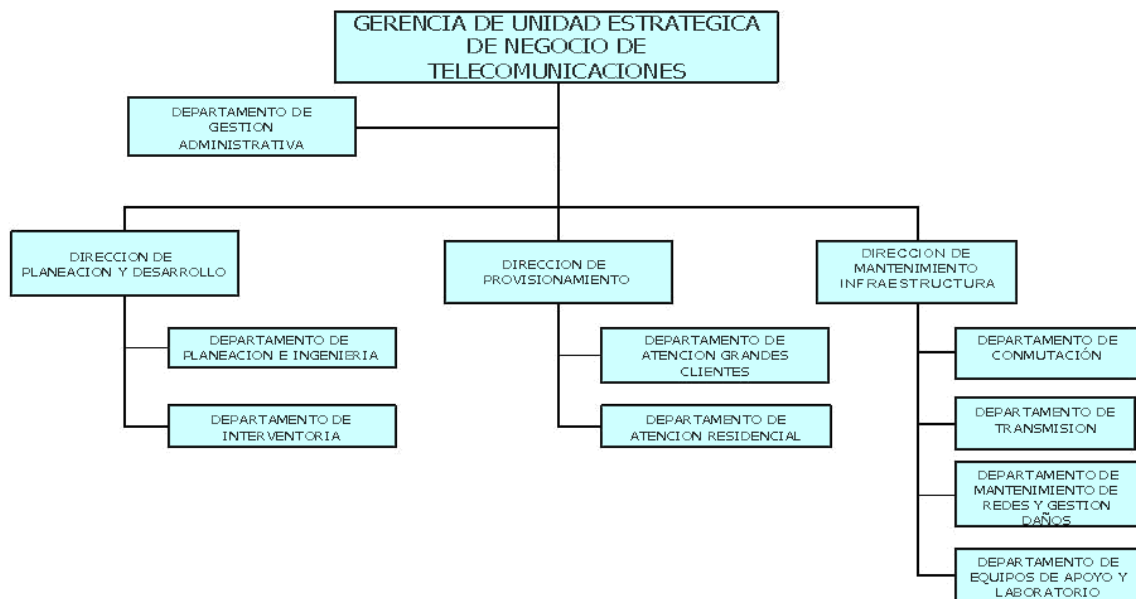 GERENCIA DE UNIDAD ESTRATEGICA
DE NEGOCIO DE
TELECOMUNICACIONES
DEPARTAMENTO DE
GESTION
ADMINISTRATIVA
DIRECCION DE
PLANEACION Y DESARROLLO
DEPARTAMENTO DE
PLANEACION E INGENIERIA
DEPARTAMENTO DE
INTERVENTORIA
DIRECCION DE
PROVISIONAMIENTO
DEPARTAMENTO DE
ATENCION GRANDES
CLIENTES
DEPARTAMENTO DE
ATENCION RESIDENCIAL
DIRECCION DE
MANTENIMIENTO
INFRAESTRUCTURA
DEPARTAMENTO DE
CONMUTACIÓN
DEPARTAMENTO DE
TRANSMISION
DEPARTAMENTO DE
MANTENIMIENTO DE
REDES Y GESTION
DAÑOS
DEPARTAMENTO DE
EQUIPOS DE APOYO Y
LABORATORIO